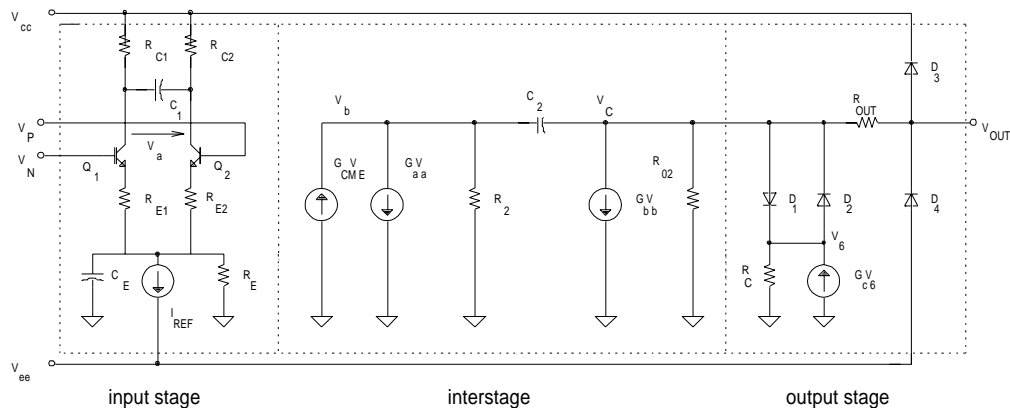 V cc
R C1
R C2
C 1
V P
V N
Q 1
V a
Q 2
R E1
R E2
C E
I REF
R E
V ee
V b
C 2
V C
G CM V E
G a V a
R 2
G b V b
R 02
D 1
D 2
V 6
R C
G c V 6
R OUT
D 3
D 4
V OUT
input stage
interstage
output stage